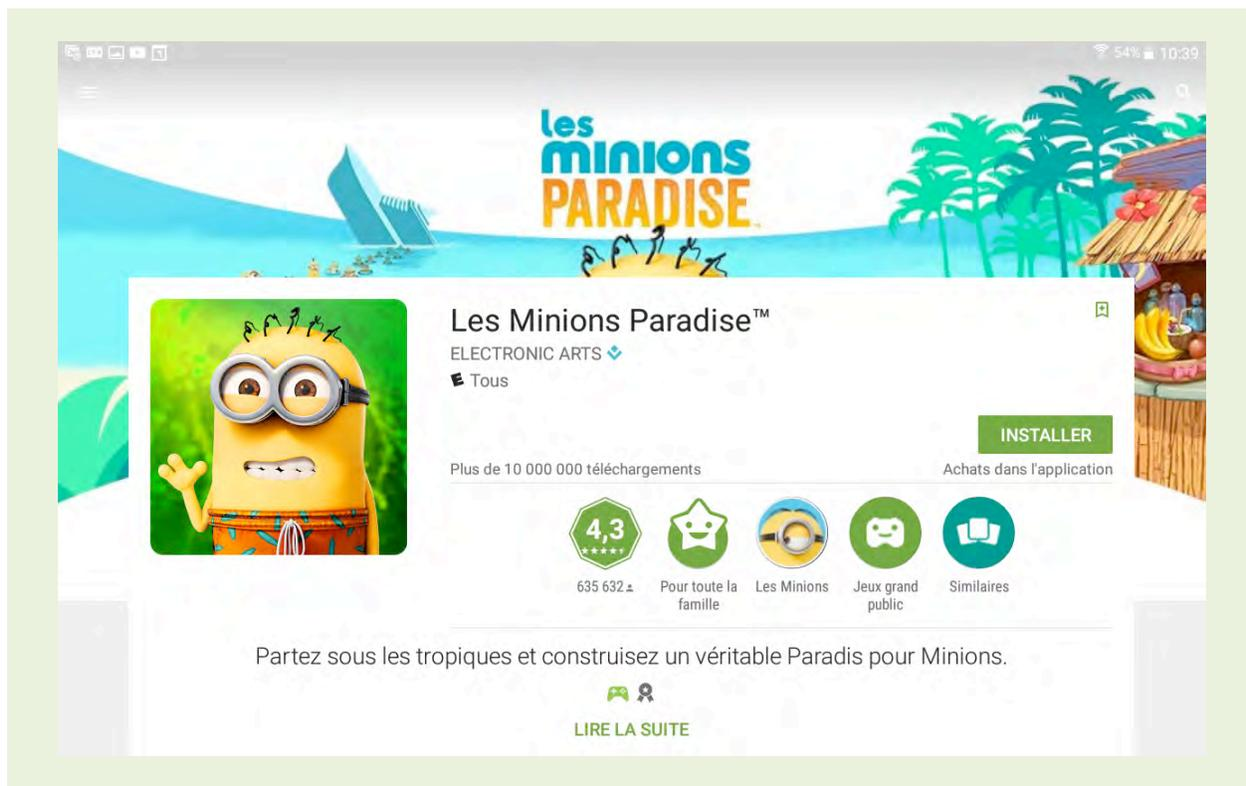 54% 10:39
les
minions
PARADISE
Les Minions Paradise™
ELECTRONIC ARTS
E Tous
INSTALLER
Plus de 10 000 000 téléchargements
Achats dans l'application
4,3
635 632
Pour toute la
famille
Les Minions
Jeux grand
public
Similaires
Partez sous les tropiques et construisez un véritable Paradis pour Minions.
LIRE LA SUITE